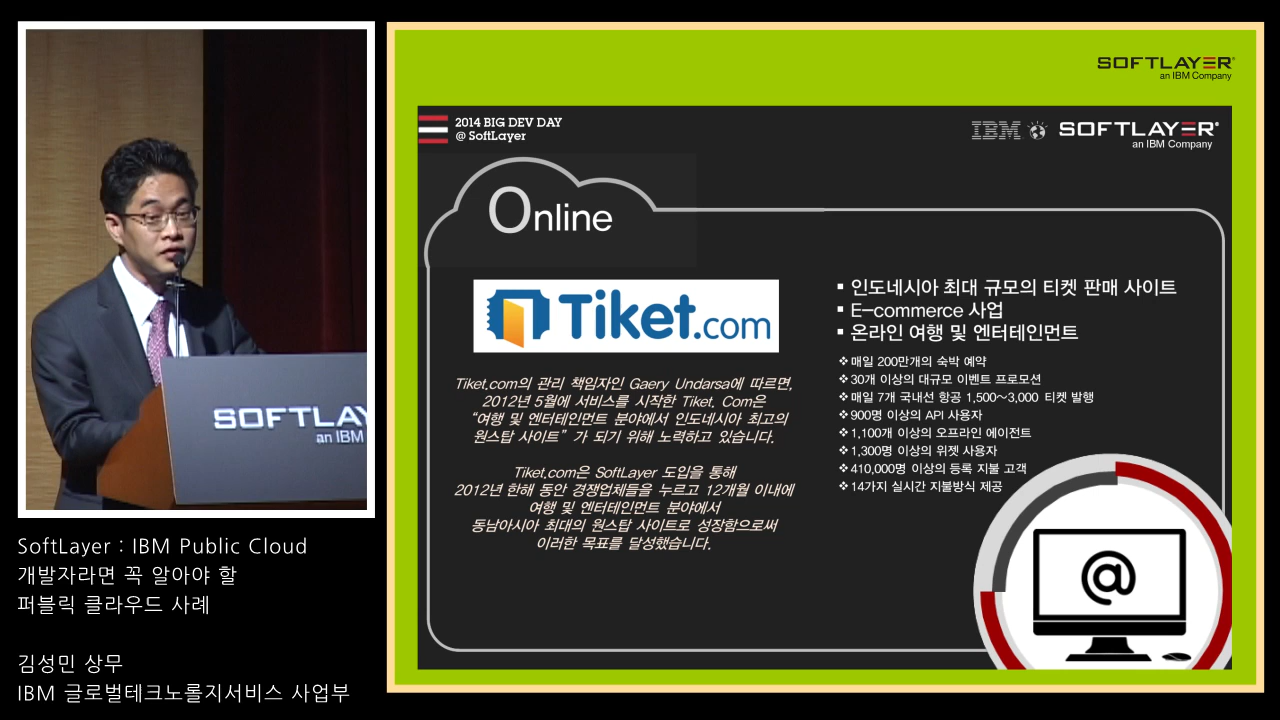 SOFTLAY
an IBM
SoftLayer : IBM Public Cloud
개발자라면 꼭 알아야 할
퍼블릭 클라우드 사례
김성민 상무
IBM 글로벌테크노롤지서비스 사업부
SOFTLAYER
an IBM Company
2014 BIG DEV DAY
@ SoftLayer
IBM SOFTLAYER
an IBM Company
Online
Tiket.com
Tiket.com의 관리 책임자인 Gaery Undarsa에 따르면,
2012년 5월에 서비스를 시작한 Tiket. Com은
“여행 및 엔터테인먼트 분야에서 인도네시아 최고의
원스탑 사이트” 가 되기 위해 노력하고 있습니다.
Tiket.com은 SoftLayer 도입을 통해
2012년 한해 동안 경쟁업체들을 누르고 12개월 이내에
여행 및 엔터테인먼트 분야에서
동남아시아 최대의 원스탑 사이트로 성장함으로써
이러한 목표를 달성했습니다.
▪ 인도네시아 최대 규모의 티켓 판매 사이트
▪ E-commerce 사업
▪ 온라인 여행 및 엔터테인먼트
❖ 매일 200만개의 숙박 예약
❖ 30개 이상의 대규모 이벤트 프로모션
❖ 매일 7개 국내선 항공 1,500~3,000 티켓 발행
❖ 900명 이상의 API 사용자
❖ 1,100개 이상의 오프라인 에이전트
❖ 1,300명 이상의 위젯 사용자
❖ 410,000명 이상의 등록 지불 고객
❖ 14가지 실시간 지불방식 제공
@